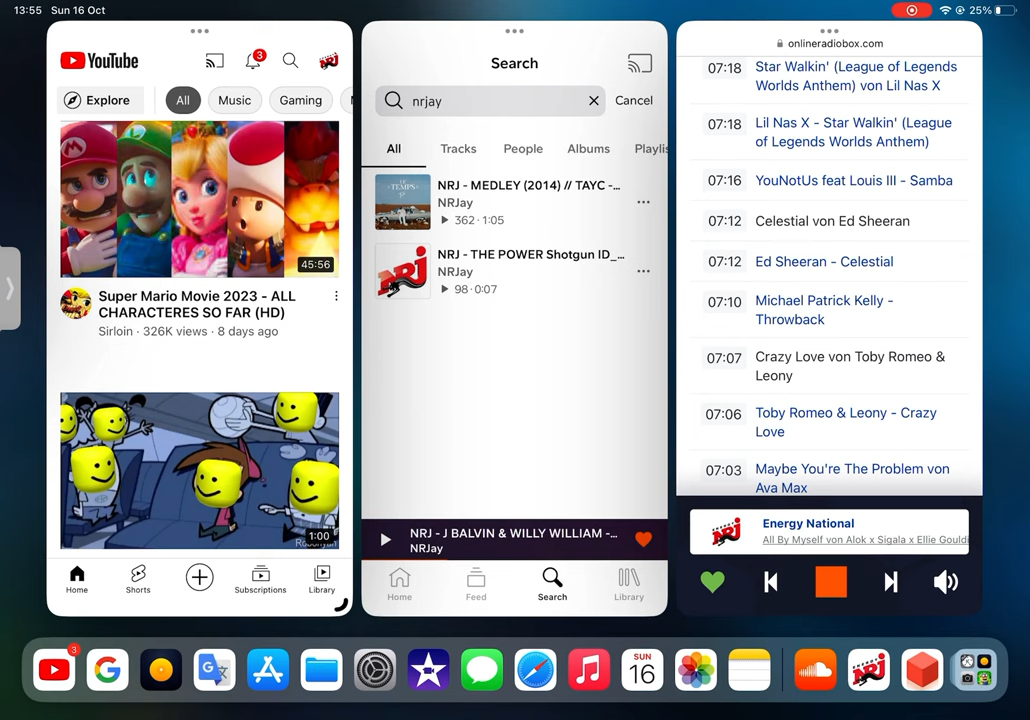 13:55 Sun 16 Oct
25%
YouTube
3
Explore
All
Music
Gaming
45:56
Super Mario Movie 2023 - ALL
CHARACTERES SO FAR (HD)
Sirloin · 326K views · 8 days ago
1:00
Home
Shorts
Subscriptions
Library
Search
nrjay
Cancel
All
Tracks
People
Albums
Playlis
LE
TEMPS
NRJ - MEDLEY (2014) // TAYC -...
NRJay
362 · 1:05
NRJ
NRJ - THE POWER Shotgun ID_...
NRJay
98 · 0:07
NRJ - J BALVIN & WILLY WILLIAM -...
NRJay
Home
Feed
Search
Library
onlineradiobox.com
07:18 Star Walkin' (League of Legends
Worlds Anthem) von Lil Nas X
07:18 Lil Nas X - Star Walkin' (League
of Legends Worlds Anthem)
07:16 YouNotUs feat Louis III - Samba
07:12 Celestial von Ed Sheeran
07:12 Ed Sheeran - Celestial
07:10 Michael Patrick Kelly -
Throwback
07:07 Crazy Love von Toby Romeo &
Leony
07:06 Toby Romeo & Leony - Crazy
Love
07:03 Maybe You're The Problem von
Ava Max
NRJ
Energy National
All By Myself von Alok x Sigala x Ellie Gouldi
3
SUN
16
NRJ